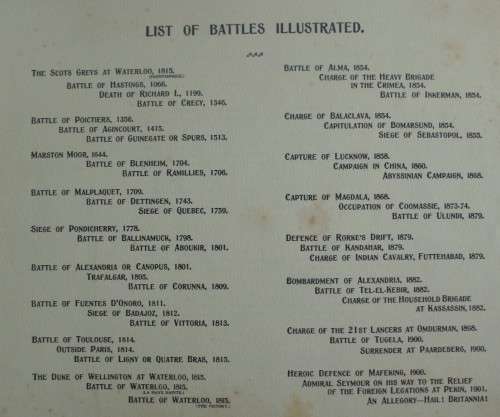 LIST OF BATTLES ILLUSTRATED.
THE SCOTS GREYS AT WATERLOO, 1815.
(FRONTISPIECE.)
BATTLE OF HASTINGS, 1066.
DEATH OF RICHARD I., 1199.
BATTLE OF CRECY, 1346.
BATTLE OF POICTIERS, 1356.
BATTLE OF AGINCOURT, 1415.
BATTLE OF GUINEGATE OR SPURS, 1513.
MARSTON MOOR, 1644.
BATTLE OF BLENHEIM, 1704.
BATTLE OF RAMILLIES, 1706.
BATTLE OF MALPLAQUET, 1709.
BATTLE OF DETTINGEN, 1743.
SIEGE OF QUEBEC, 1759.
SIEGE OF PONDICHERRY, 1778.
BATTLE OF BALLINAMUCK, 1798.
BATTLE OF ABOUKIR, 1801.
BATTLE OF ALEXANDRIA OR CANOPUS, 1801.
TRAFALGAR, 1805.
BATTLE OF CORUNNA, 1809.
BATTLE OF FUENTES D'ONORO, 1811.
SIEGE OF BADAJOZ, 1812.
BATTLE OF VITTORIA, 1813.
BATTLE OF TOULOUSE, 1814.
OUTSIDE PARIS, 1814.
BATTLE OF LIGNY OR QUATRE BRAS, 1815.
THE DUKE OF WELLINGTON AT WATERLOO, 1815.
BATTLE OF WATERLOO, 1815.
(LA HAYE SAINTE.)
BATTLE OF WATERLOO, 1815.
(THE VICTORY.)
BATTLE OF ALMA, 1854.
CHARGE OF THE HEAVY BRIGADE
IN THE CRIMEA, 1854.
BATTLE OF INKERMAN, 1854.
CHARGE OF BALACLAVA, 1854.
CAPITULATION OF BOMARSUND, 1854.
SIEGE OF SEBASTOPOL, 1855.
CAPTURE OF LUCKNOW, 1858.
CAMPAIGN IN CHINA, 1860.
ABYSSINIAN CAMPAIGN, 1868.
CAPTURE OF MAGDALA, 1868.
OCCUPATION OF COOMASSIE, 1873-74.
BATTLE OF ULUNDI, 1879.
DEFENCE OF RORKE'S DRIFT, 1879.
BATTLE OF KANDAHAR, 1879.
CHARGE OF INDIAN CAVALRY, FUTTEHABAD, 1879.
BOMBARDMENT OF ALEXANDRIA, 1882.
BATTLE OF TEL-EL-KEBIR, 1882.
CHARGE OF THE HOUSEHOLD BRIGADE
AT KASSASSIN, 1882.
CHARGE OF THE 21ST LANCERS AT OMDURMAN, 1898.
BATTLE OF TUGELA, 1900.
SURRENDER AT PAARDEBERG, 1900.
HEROIC DEFENCE OF MAFEKING, 1900.
ADMIRAL SEYMOUR ON HIS WAY TO THE RELIEF
OF THE FOREIGN LEGATIONS AT PEKIN, 1901.
AN ALLEGORY—HAIL! BRITANNIA!